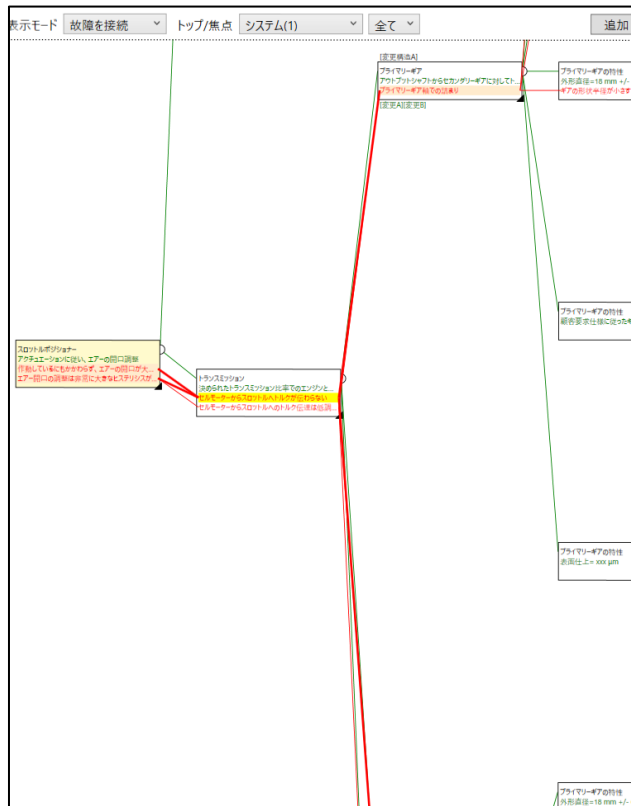 表示モード 故障を接続 トップ/焦点 システム(1) 全て 追加
[変更構造A]
プライマリーギア
アウトプットシャフトからセカンダリーギアに対してト...
プライマリーギア軸での詰まり
[変更A][変更B]
プライマリーギアの特性
外形直径=18 mm +/-
ギアの形状半径が小さす
プライマリーギアの特性
顧客要求仕様に従ったギ
スロットルポジショナー
アクチュエーションに従い、エアーの開口調整
作動しているにもかかわらず、エアーの開口が大...
エアー開口の調整は非常に大きなヒステリシスが...
トランスミッション
決められたトランスミッション比率でのエンジンと...
セルモーターからスロットルへトルクが伝わらない
セルモーターからスロットルへのトルク伝達は低調...
プライマリーギアの特性
表面仕上= xxx μm
プライマリーギアの特性
外形直径=18 mm +/-